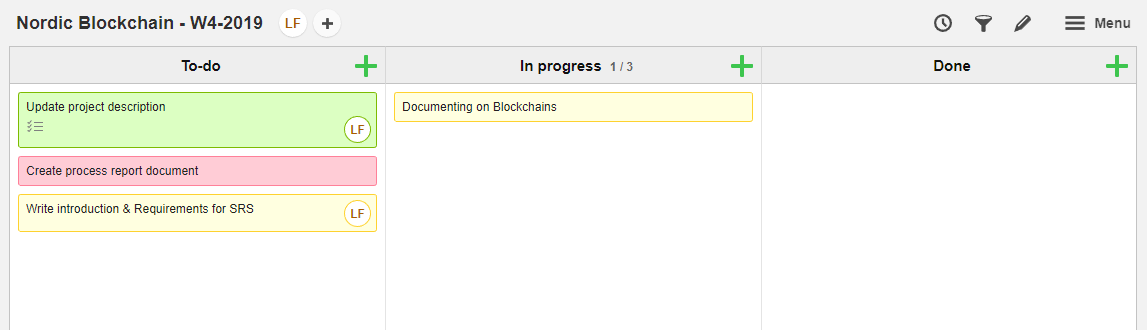 Nordic Blockchain - W4-2019 LF
Menu
To-do
In progress 1 / 3
Done
Update project description
LF
Create process report document
Write introduction & Requirements for SRS
LF
Documenting on Blockchains